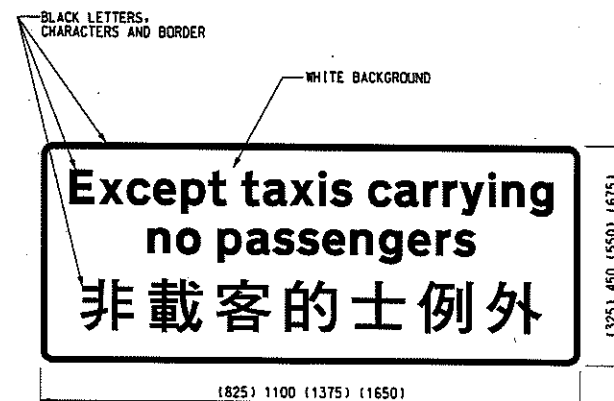 BLACK LETTERS,
CHARACTERS AND BORDER
WHITE BACKGROUND
Except taxis carrying
no passengers
非載客的士例外
(325) 450 (550) (675)
(825) 1100 (1375) (1650)